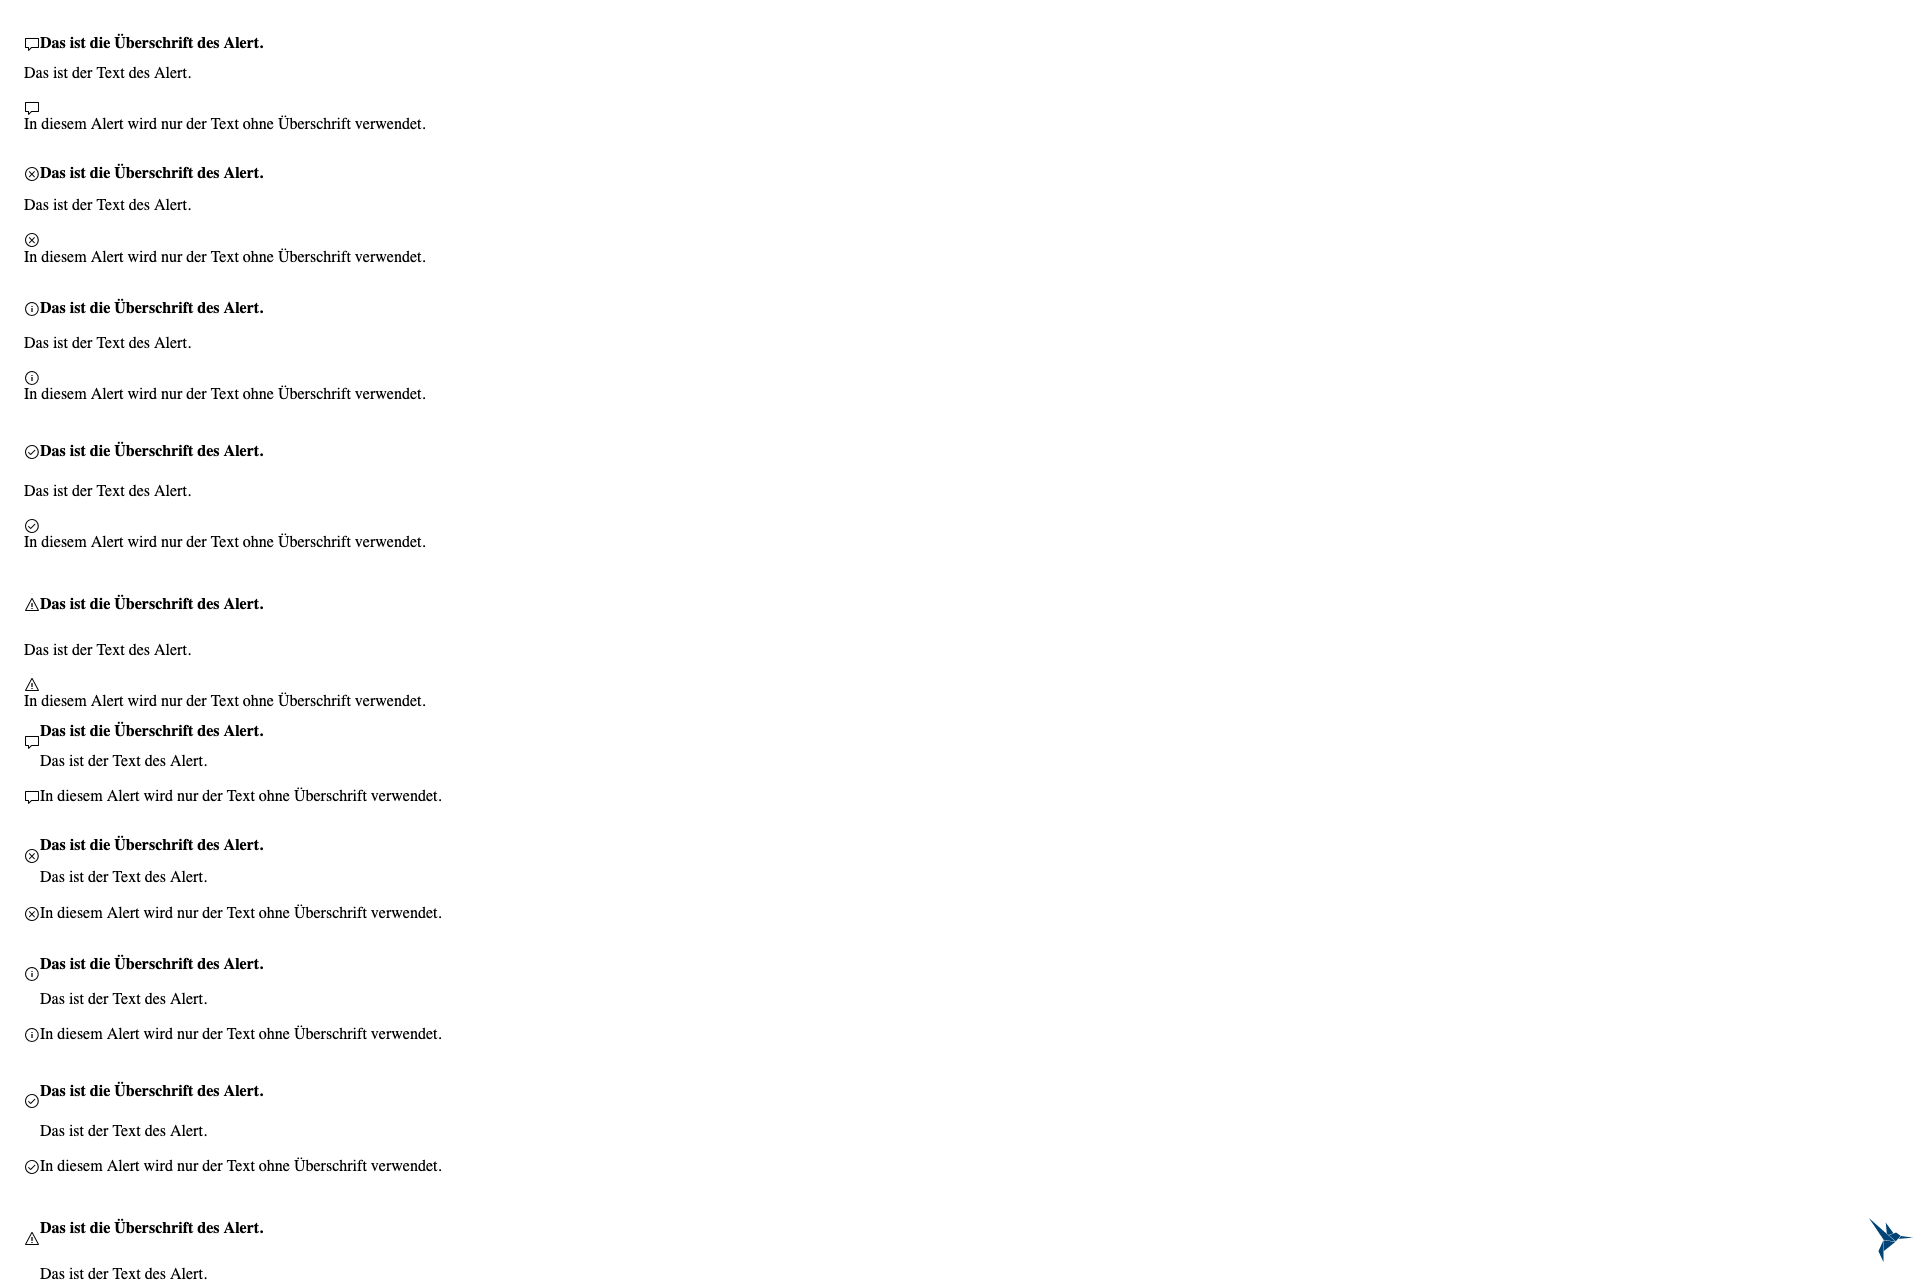 Das ist die Überschrift des Alert.
Das ist der Text des Alert.
In diesem Alert wird nur der Text ohne Überschrift verwendet.
Das ist die Überschrift des Alert.
Das ist der Text des Alert.
In diesem Alert wird nur der Text ohne Überschrift verwendet.
Das ist die Überschrift des Alert.
Das ist der Text des Alert.
In diesem Alert wird nur der Text ohne Überschrift verwendet.
Das ist die Überschrift des Alert.
Das ist der Text des Alert.
In diesem Alert wird nur der Text ohne Überschrift verwendet.
Das ist die Überschrift des Alert.
Das ist der Text des Alert.
In diesem Alert wird nur der Text ohne Überschrift verwendet.
Das ist die Überschrift des Alert.
Das ist der Text des Alert.
In diesem Alert wird nur der Text ohne Überschrift verwendet.
Das ist die Überschrift des Alert.
Das ist der Text des Alert.
In diesem Alert wird nur der Text ohne Überschrift verwendet.
Das ist die Überschrift des Alert.
Das ist der Text des Alert.
In diesem Alert wird nur der Text ohne Überschrift verwendet.
Das ist die Überschrift des Alert.
Das ist der Text des Alert.
In diesem Alert wird nur der Text ohne Überschrift verwendet.
Das ist die Überschrift des Alert.
Das ist der Text des Alert.